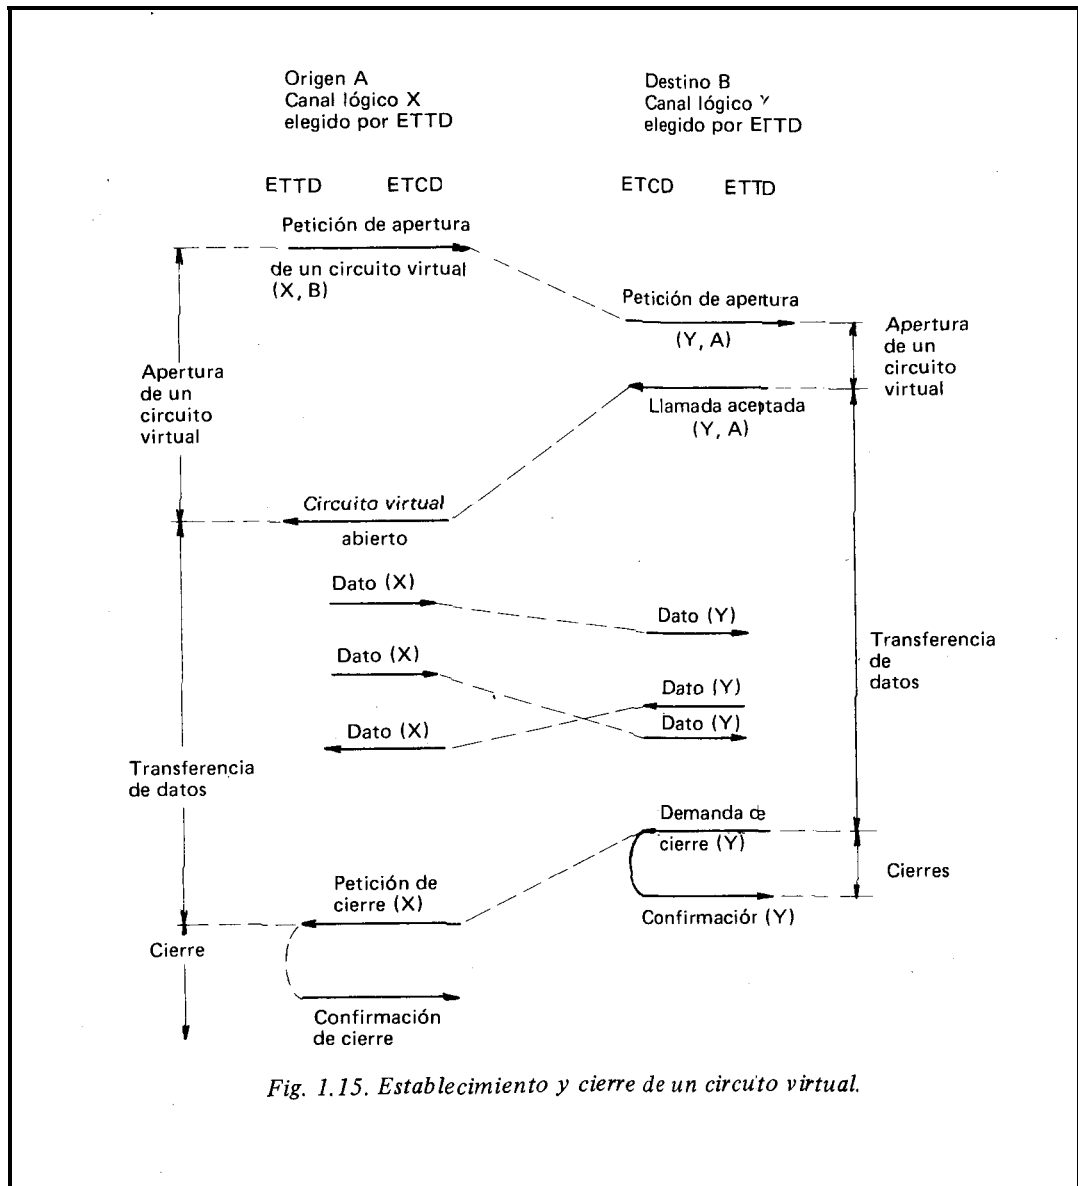 Origen A
Canal lógico X
elegido por ETTD
Destino B
Canal lógico Y
elegido por ETTD
ETTD ETCD
ETCD ETTD
Petición de apertura
de un circuito virtual
(X, B)
Petición de apertura
(Y, A)
Apertura
de un
circuito
virtual
Apertura
de un
circuito
virtual
Llamada aceptada
(Y, A)
Circuito virtual
abierto
Dato (X)
Dato (Y)
Dato (X)
Dato (Y)
Dato (Y)
Dato (X)
Transferencia
de
datos
Transferencia
de datos
Demanda de
cierre (Y)
Cierres
Petición de
cierre (X)
Confirmación (Y)
Cierre
Confirmación
de cierre
Fig. 1.15. Establecimiento y cierre de un circuito virtual.